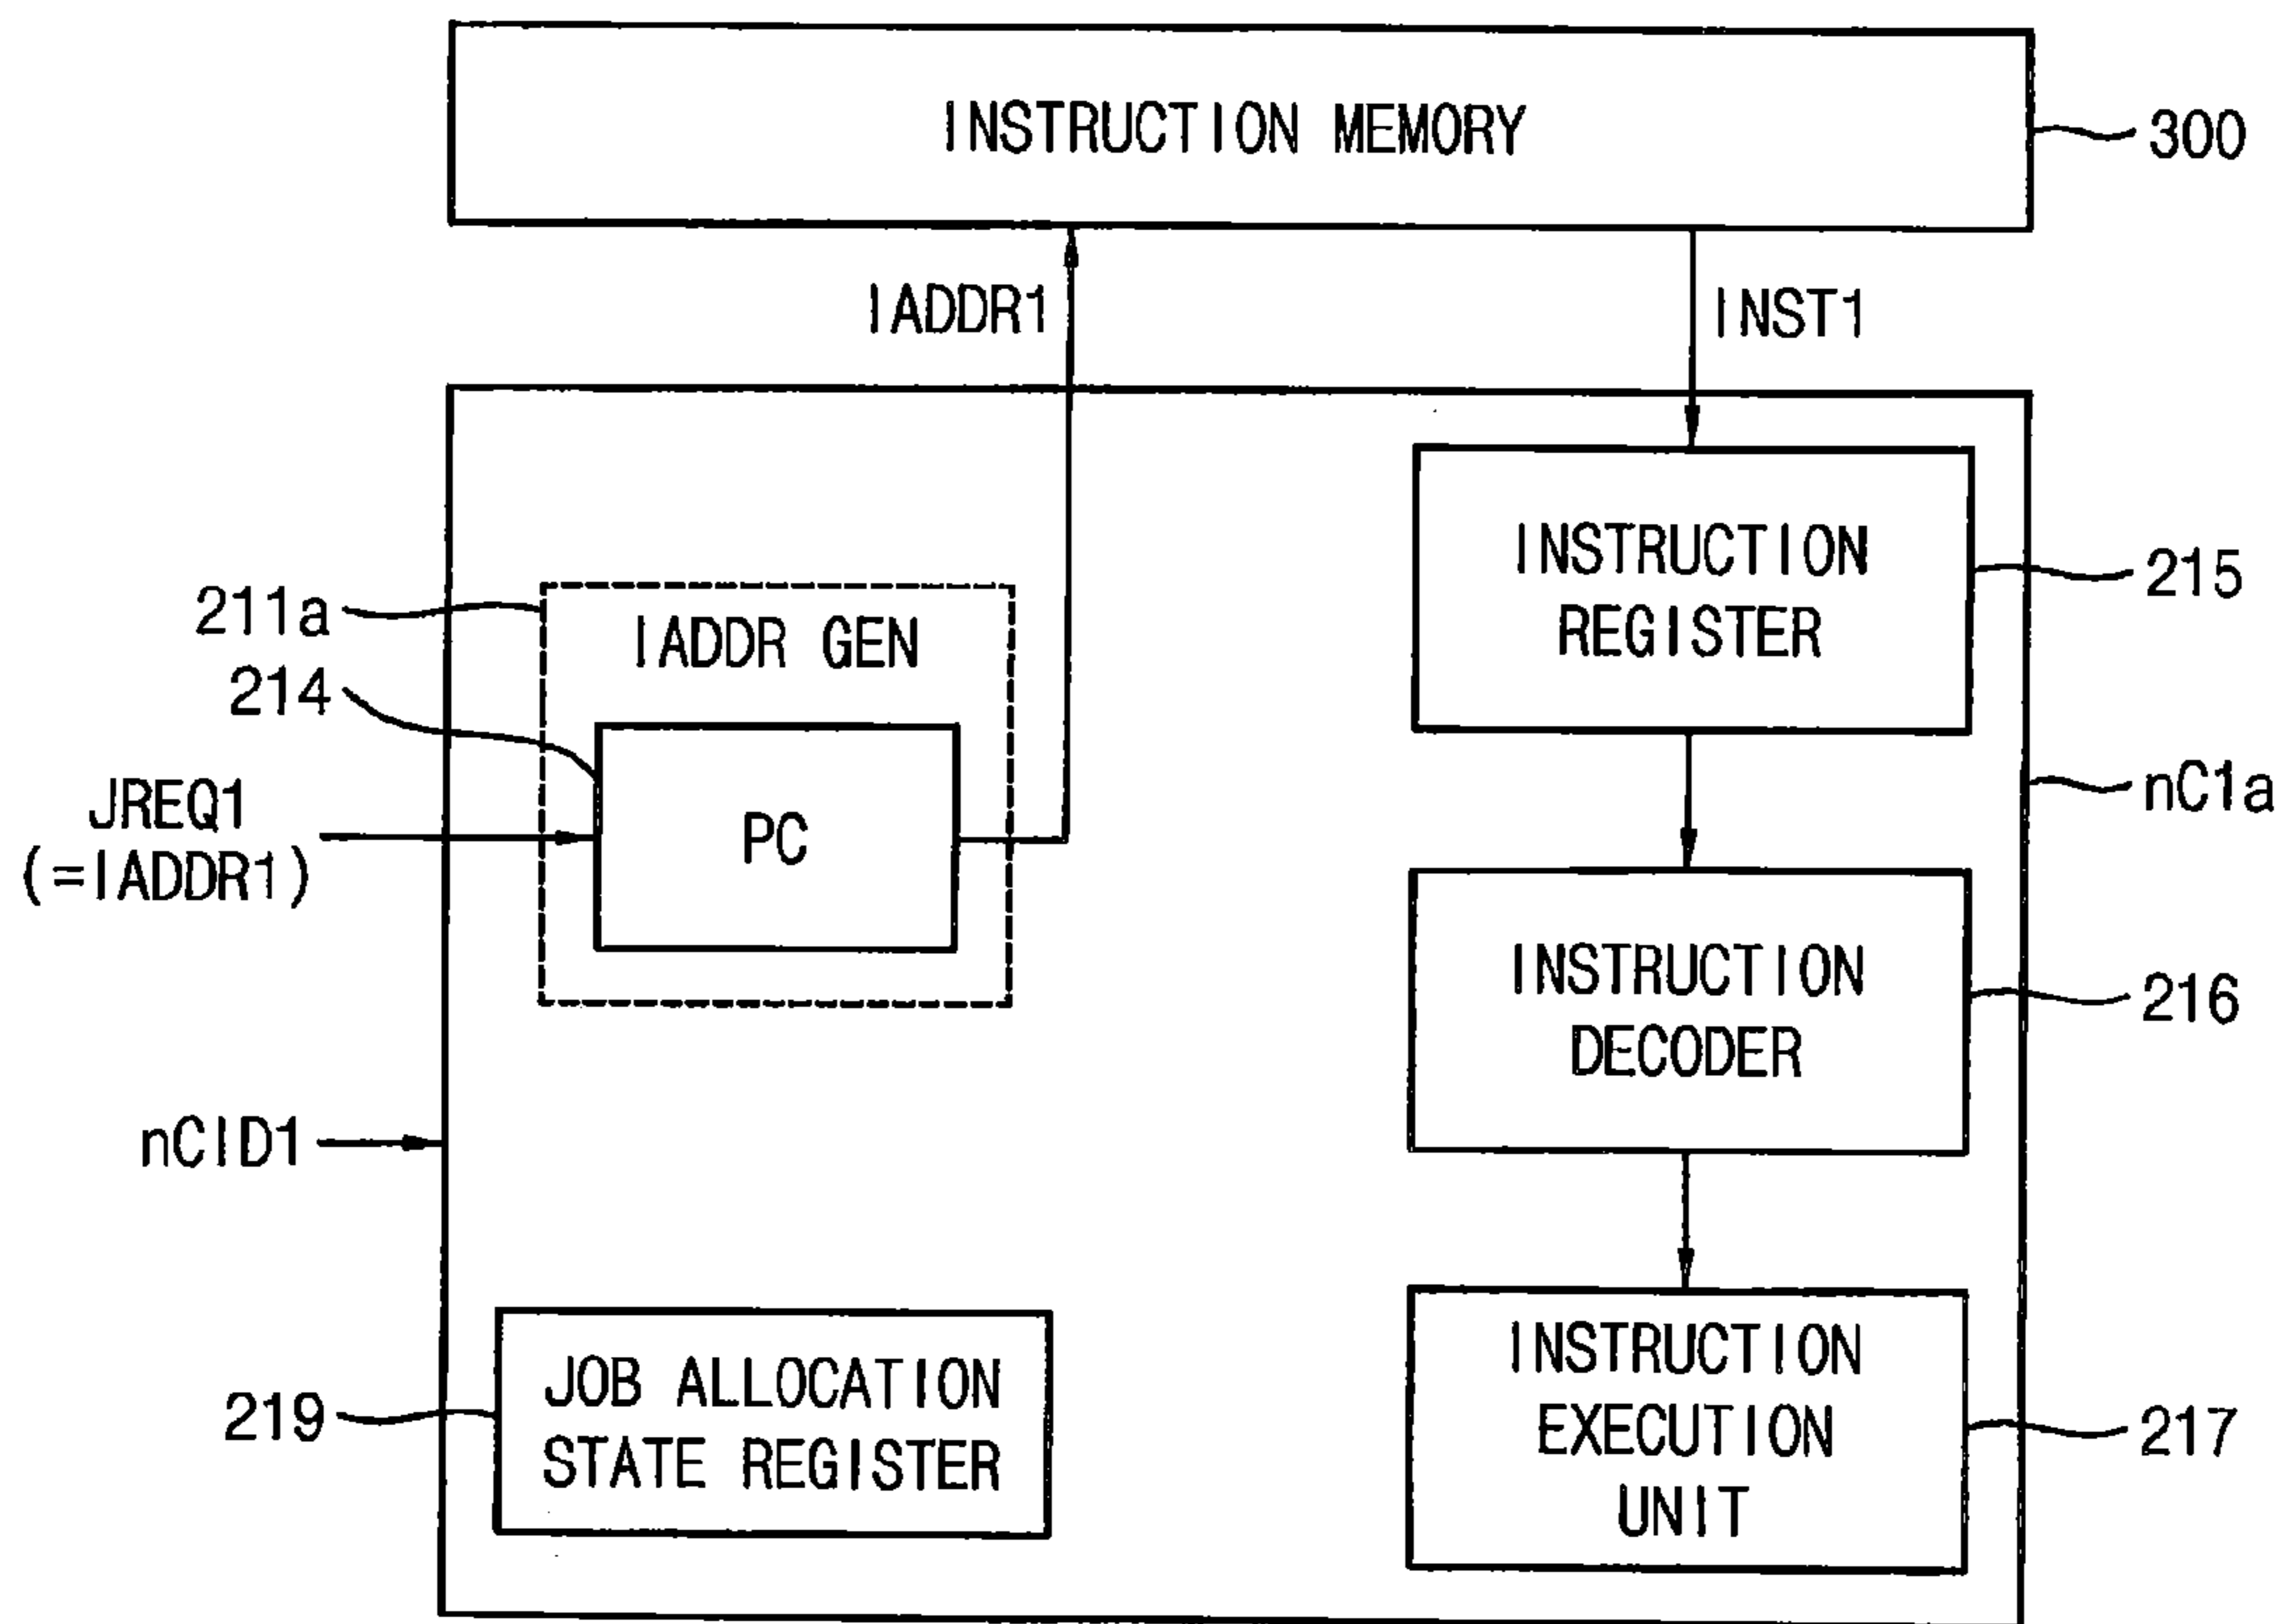 INSTRUCTION MEMORY
300
IADDR1
INST1
211a
IADDR GEN
214
PC
JREQ1
(=IADDR1)
nCID1
INSTRUCTION
REGISTER
215
nC1a
INSTRUCTION
DECODER
216
219
JOB ALLOCATION
STATE REGISTER
INSTRUCTION
EXECUTION
UNIT
217